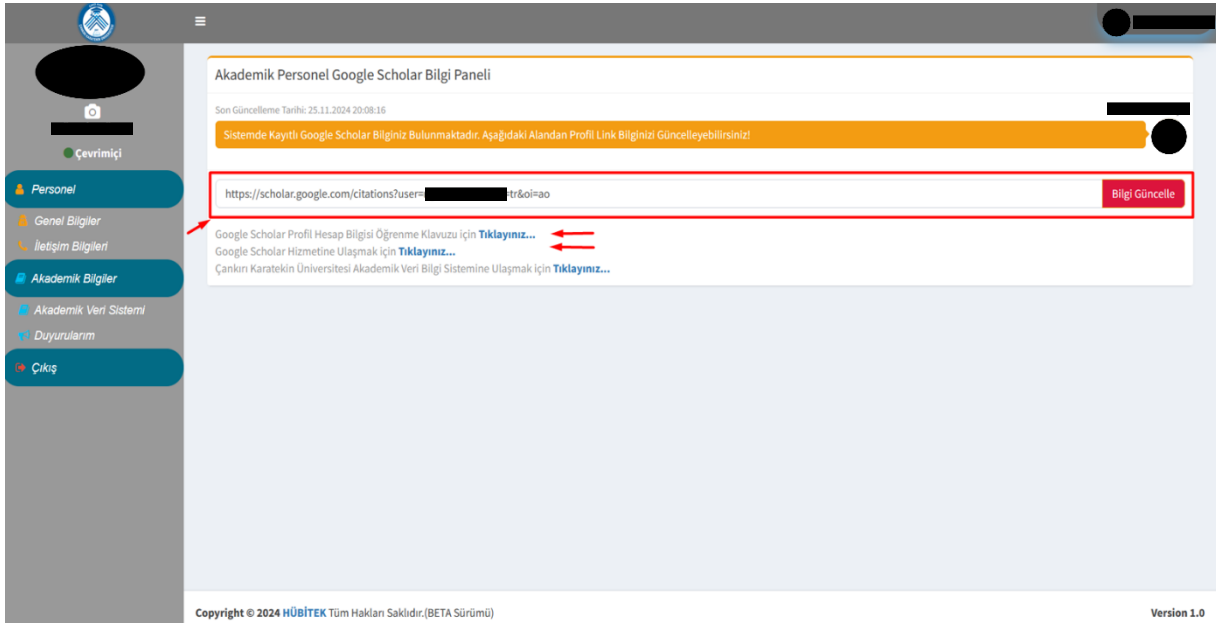 Akademik Personel Google Scholar Bilgi Paneli
Son Güncelleme Tarihi: 25.11.2024 20:08:16
Sistemde Kayıtlı Google Scholar Bilginiz Bulunmaktadır. Aşağıdaki Alandan Profil Link Bilginizi Güncelleyebilirsiniz!
Çevrimiçi
Personel
Genel Bilgiler
İletişim Bilgileri
Akademik Bilgiler
Akademik Veri Sistemi
Duyurularım
Çıkış
https://scholar.google.com/citations?user= =tr&oi=ao
Bilgi Güncelle
Google Scholar Profil Hesap Bilgisi Öğrenme Klavuzu için Tıklayınız...
Google Scholar Hizmetine Ulaşmak için Tıklayınız...
Çankırı Karatekin Üniversitesi Akademik Veri Bilgi Sistemine Ulaşmak için Tıklayınız...
Copyright © 2024 HÜBİTEK Tüm Hakları Saklıdır.(BETA Sürümü)
Version 1.0